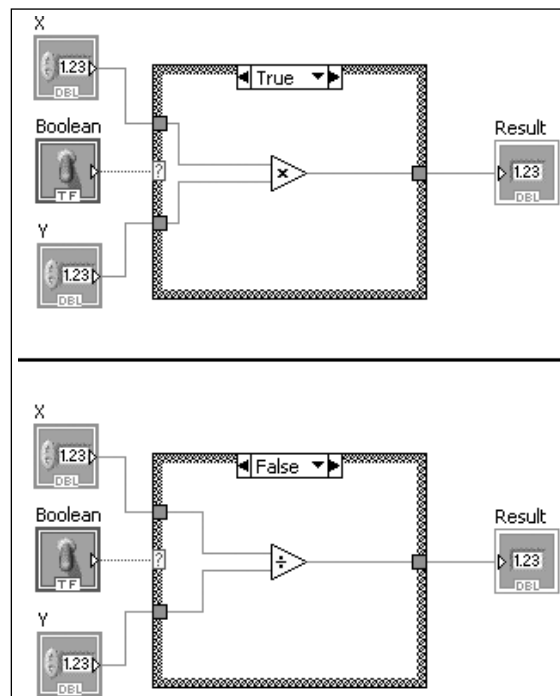 X
1.23
DBL
True
Boolean
TF
?
×
Result
1.23
DBL
Y
1.23
DBL
X
1.23
DBL
False
Boolean
TF
?
÷
Result
1.23
DBL
Y
1.23
DBL